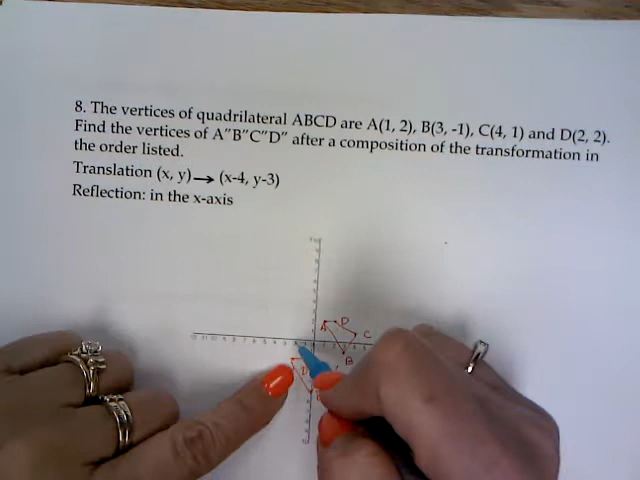 8. The vertices of quadrilateral ABCD are A(1, 2), B(3, -1), C(4, 1) and D(2, 2).
Find the vertices of A″B″C″D″ after a composition of the transformation in
the order listed.
Translation (x, y)→ (x-4, y-3)
Reflection: in the x-axis
A D
C
B